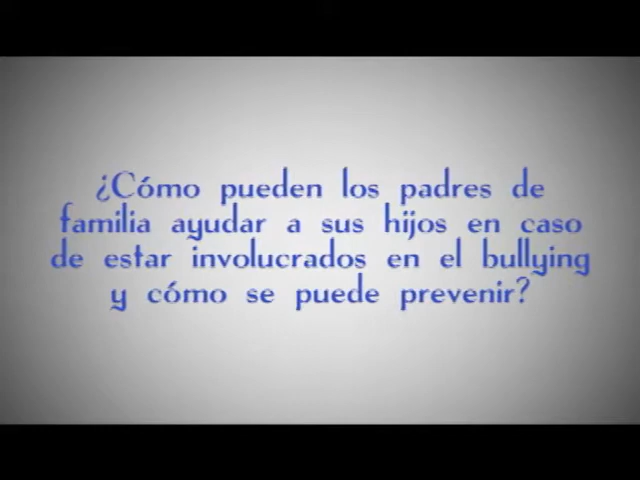 ¿Cómo pueden los padres de
familia ayudar a sus hijos en caso
de estar involucrados en el bullying
y cómo se puede prevenir?